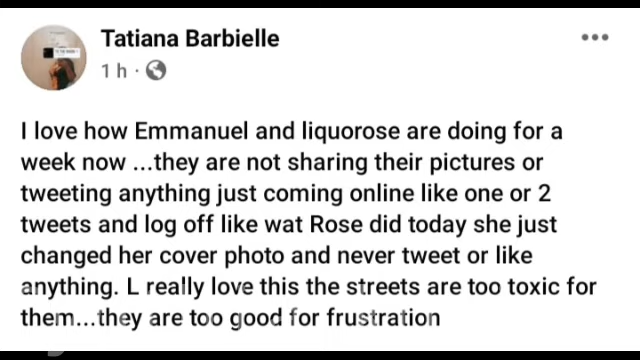 Tatiana Barbielle
1 h ·
I love how Emmanuel and liquorose are doing for a
week now ...they are not sharing their pictures or
tweeting anything just coming online like one or 2
tweets and log off like wat Rose did today she just
changed her cover photo and never tweet or like
anything. L really love this the streets are too toxic for
them...they are too good for frustration